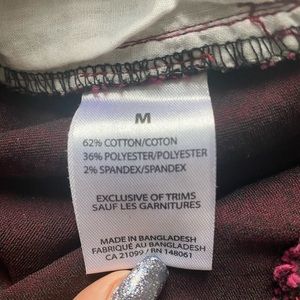 M
62% COTTON/COTON
36% POLYESTER/POLYESTER
2% SPANDEX/SPANDEX
EXCLUSIVE OF TRIMS
SAUF LES GARNITURES
MADE IN BANGLADESH
FABRIQUÉ AU BANGLADESH
CA 21099 / RN 148061